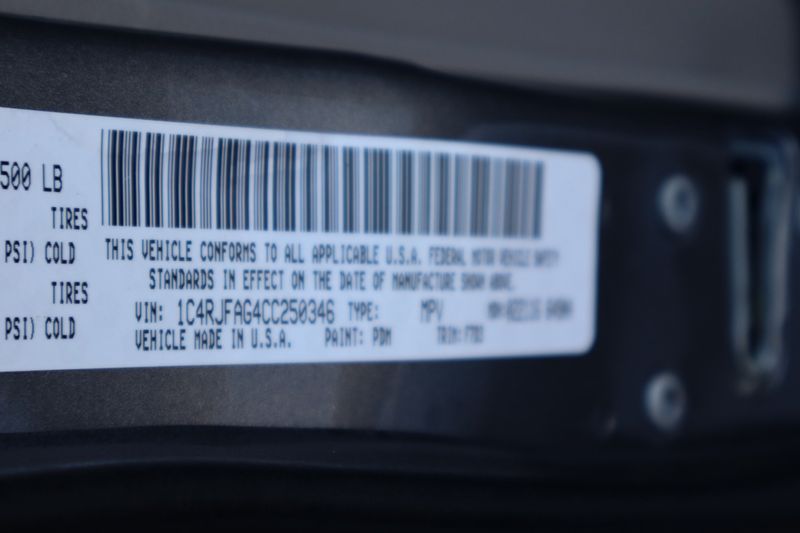 500 LB
TIRES
PSI) COLD
TIRES
PSI) COLD
THIS VEHICLE CONFORMS TO ALL APPLICABLE U.S.A. FEDERAL MOTOR VEHICLE SAFETY
STANDARDS IN EFFECT ON THE DATE OF MANUFACTURE SHOWN ABOVE.
VIN: 1C4RJFAG4CC250346 TYPE: MPV
VEHICLE MADE IN U.S.A. PAINT: PDM TRIM: